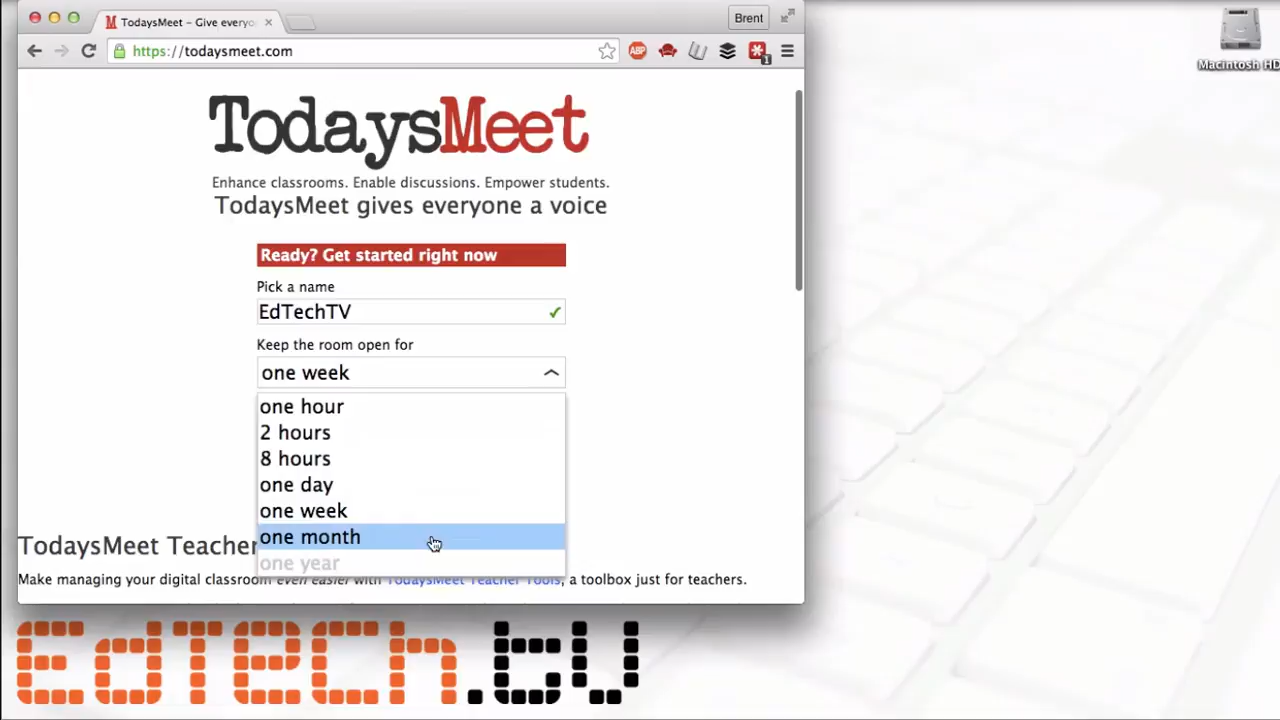 TodaysMeet – Give everyo
Brent
https://todaysmeet.com
ABP
1
Macintosh HD
TodaysMeet
Enhance classrooms. Enable discussions. Empower students.
TodaysMeet gives everyone a voice
Ready? Get started right now
Pick a name
EdTechTV
Keep the room open for
one week
one hour
2 hours
8 hours
one day
one week
one month
one year
TodaysMeet Teacher
Make managing your digital classroom even easier with TodaysMeet Teacher Tools, a toolbox just for teachers.
EdTech.tv